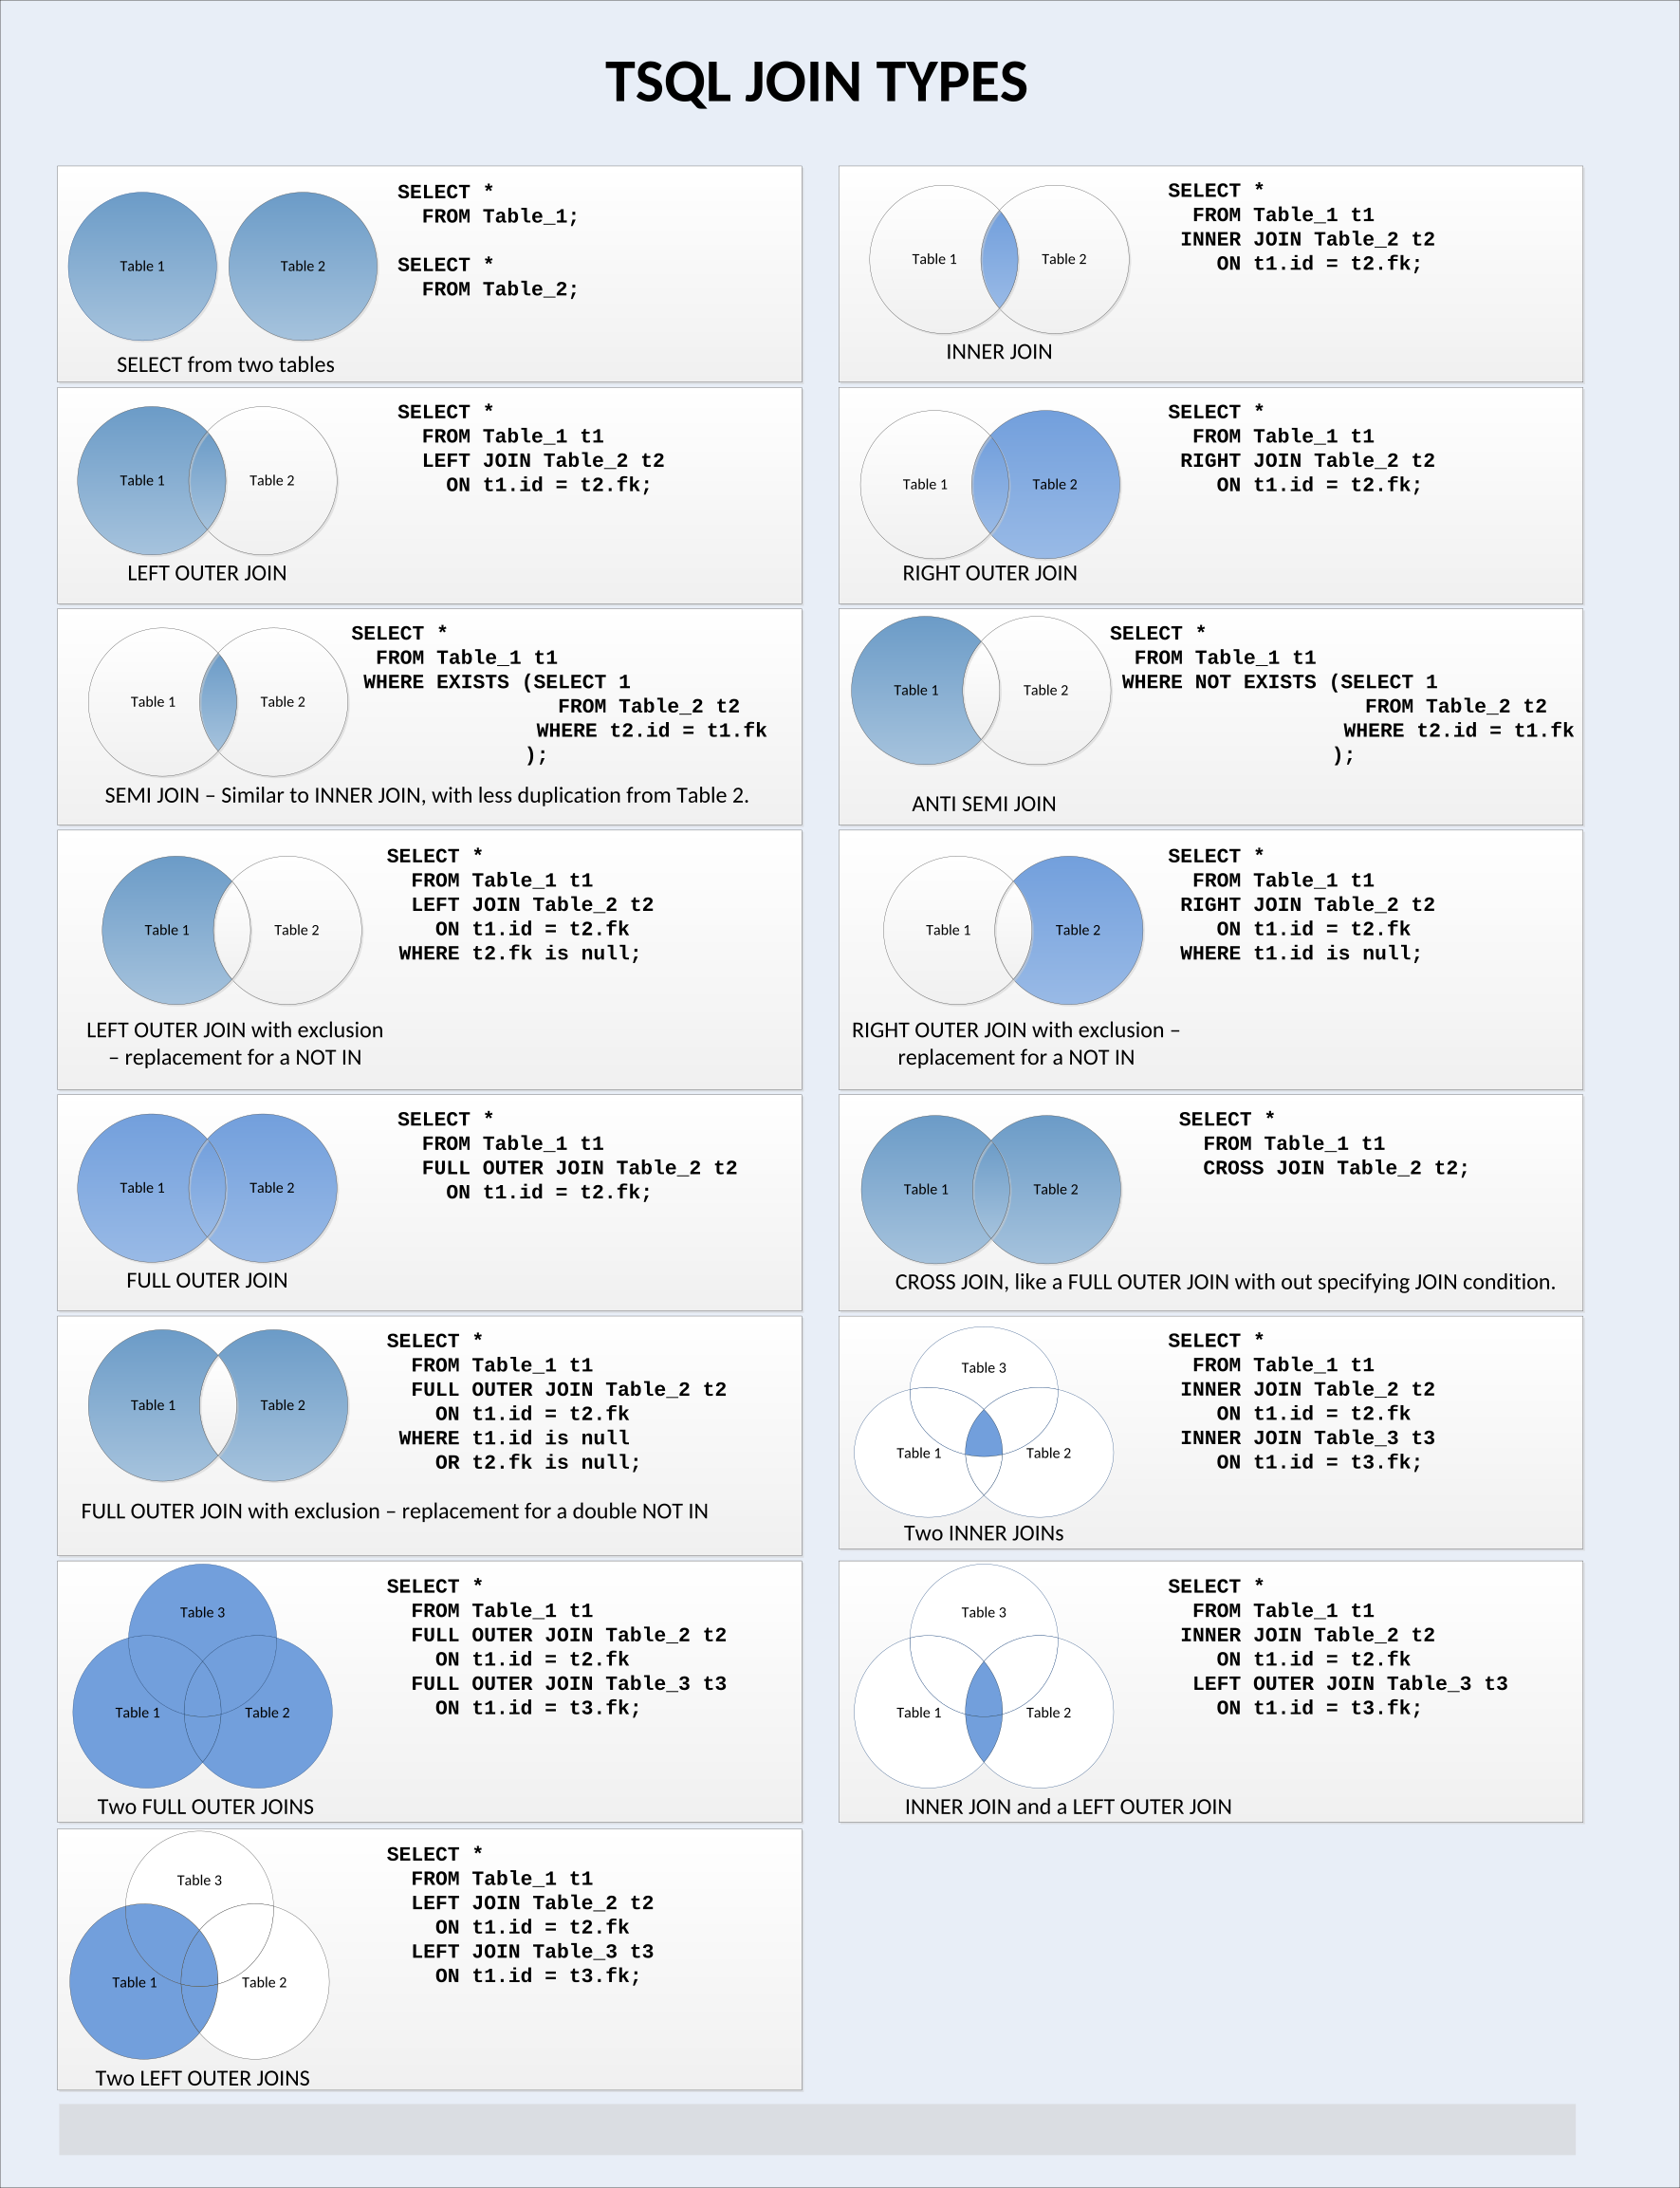 TSQL JOIN TYPES
Table 1
Table 2
SELECT *
FROM Table_1;
SELECT *
FROM Table_2;
SELECT from two tables
Table 1
Table 2
SELECT *
FROM Table_1 t1
INNER JOIN Table_2 t2
ON t1.id = t2.fk;
INNER JOIN
Table 1
Table 2
SELECT *
FROM Table_1 t1
LEFT JOIN Table_2 t2
ON t1.id = t2.fk;
LEFT OUTER JOIN
Table 1
Table 2
SELECT *
FROM Table_1 t1
RIGHT JOIN Table_2 t2
ON t1.id = t2.fk;
RIGHT OUTER JOIN
Table 1
Table 2
SELECT *
FROM Table_1 t1
WHERE EXISTS (SELECT 1
FROM Table_2 t2
WHERE t2.id = t1.fk
);
SEMI JOIN – Similar to INNER JOIN, with less duplication from Table 2.
Table 1
Table 2
SELECT *
FROM Table_1 t1
WHERE NOT EXISTS (SELECT 1
FROM Table_2 t2
WHERE t2.id = t1.fk
);
ANTI SEMI JOIN
Table 1
Table 2
SELECT *
FROM Table_1 t1
LEFT JOIN Table_2 t2
ON t1.id = t2.fk
WHERE t2.fk is null;
LEFT OUTER JOIN with exclusion
– replacement for a NOT IN
Table 1
Table 2
SELECT *
FROM Table_1 t1
RIGHT JOIN Table_2 t2
ON t1.id = t2.fk
WHERE t1.id is null;
RIGHT OUTER JOIN with exclusion –
replacement for a NOT IN
Table 1
Table 2
SELECT *
FROM Table_1 t1
FULL OUTER JOIN Table_2 t2
ON t1.id = t2.fk;
FULL OUTER JOIN
Table 1
Table 2
SELECT *
FROM Table_1 t1
CROSS JOIN Table_2 t2;
CROSS JOIN, like a FULL OUTER JOIN with out specifying JOIN condition.
Table 1
Table 2
SELECT *
FROM Table_1 t1
FULL OUTER JOIN Table_2 t2
ON t1.id = t2.fk
WHERE t1.id is null
OR t2.fk is null;
FULL OUTER JOIN with exclusion – replacement for a double NOT IN
Table 3
Table 1
Table 2
SELECT *
FROM Table_1 t1
INNER JOIN Table_2 t2
ON t1.id = t2.fk
INNER JOIN Table_3 t3
ON t1.id = t3.fk;
Two INNER JOINs
Table 3
Table 1
Table 2
SELECT *
FROM Table_1 t1
FULL OUTER JOIN Table_2 t2
ON t1.id = t2.fk
FULL OUTER JOIN Table_3 t3
ON t1.id = t3.fk;
Two FULL OUTER JOINS
Table 3
Table 1
Table 2
SELECT *
FROM Table_1 t1
INNER JOIN Table_2 t2
ON t1.id = t2.fk
LEFT OUTER JOIN Table_3 t3
ON t1.id = t3.fk;
INNER JOIN and a LEFT OUTER JOIN
Table 3
Table 1
Table 2
SELECT *
FROM Table_1 t1
LEFT JOIN Table_2 t2
ON t1.id = t2.fk
LEFT JOIN Table_3 t3
ON t1.id = t3.fk;
Two LEFT OUTER JOINS